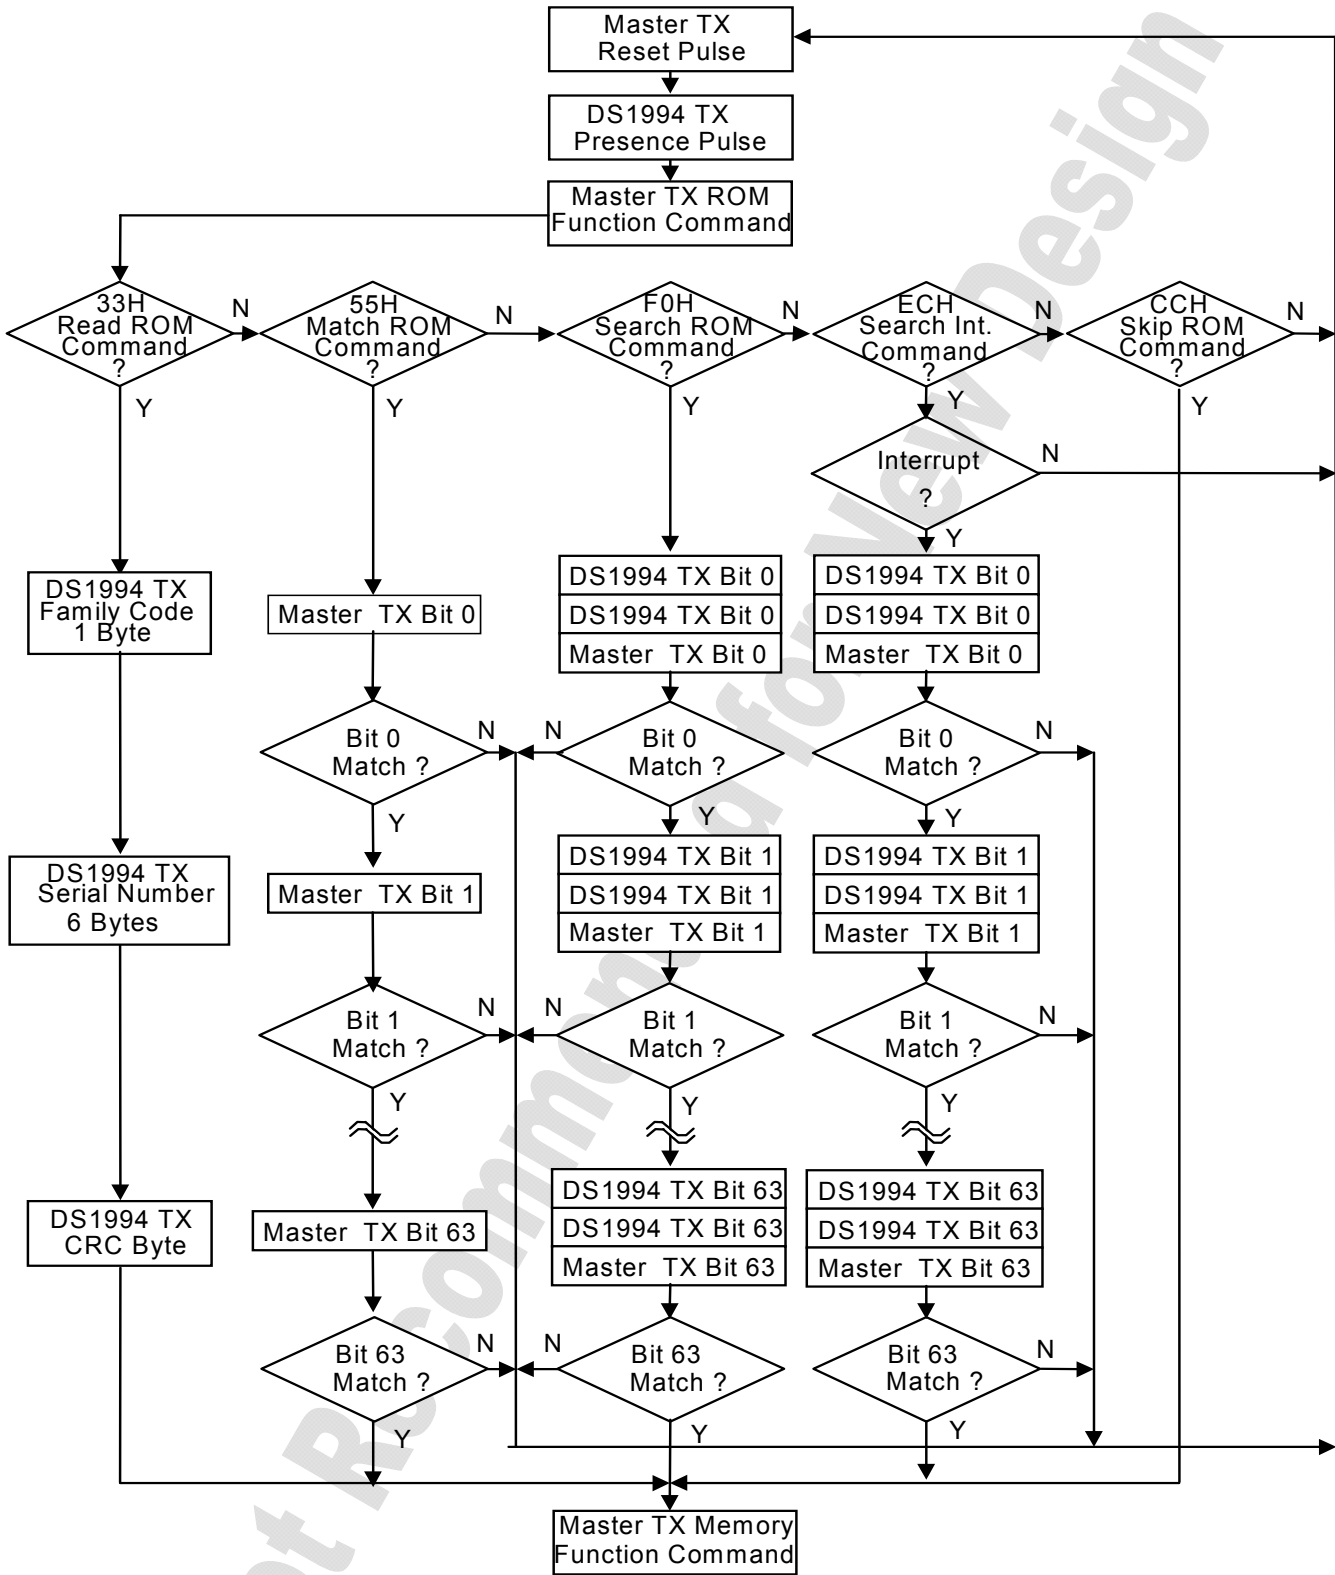 Master TX
Reset Pulse
DS1994 TX
Presence Pulse
Master TX ROM
Function Command
33H
Read ROM
Command
?
N
Y
55H
Match ROM
Command
?
N
Y
F0H
Search ROM
Command
?
N
Y
ECH
Search Int.
Command
?
N
Y
CCH
Skip ROM
Command
?
N
Y
Interrupt
?
N
Y
DS1994 TX
Family Code
1 Byte
DS1994 TX
Serial Number
6 Bytes
DS1994 TX
CRC Byte
Master TX Bit 0
Bit 0
Match ?
N
Y
Master TX Bit 1
Bit 1
Match ?
N
Y
Master TX Bit 63
Bit 63
Match ?
N
Y
DS1994 TX Bit 0
DS1994 TX Bit 0
Master TX Bit 0
Bit 0
Match ?
N
Y
DS1994 TX Bit 1
DS1994 TX Bit 1
Master TX Bit 1
Bit 1
Match ?
N
Y
DS1994 TX Bit 63
DS1994 TX Bit 63
Master TX Bit 63
Bit 63
Match ?
N
Y
DS1994 TX Bit 0
DS1994 TX Bit 0
Master TX Bit 0
Bit 0
Match ?
N
Y
DS1994 TX Bit 1
DS1994 TX Bit 1
Master TX Bit 1
Bit 1
Match ?
N
Y
DS1994 TX Bit 63
DS1994 TX Bit 63
Master TX Bit 63
Bit 63
Match ?
N
Y
Master TX Memory
Function Command
for New Design